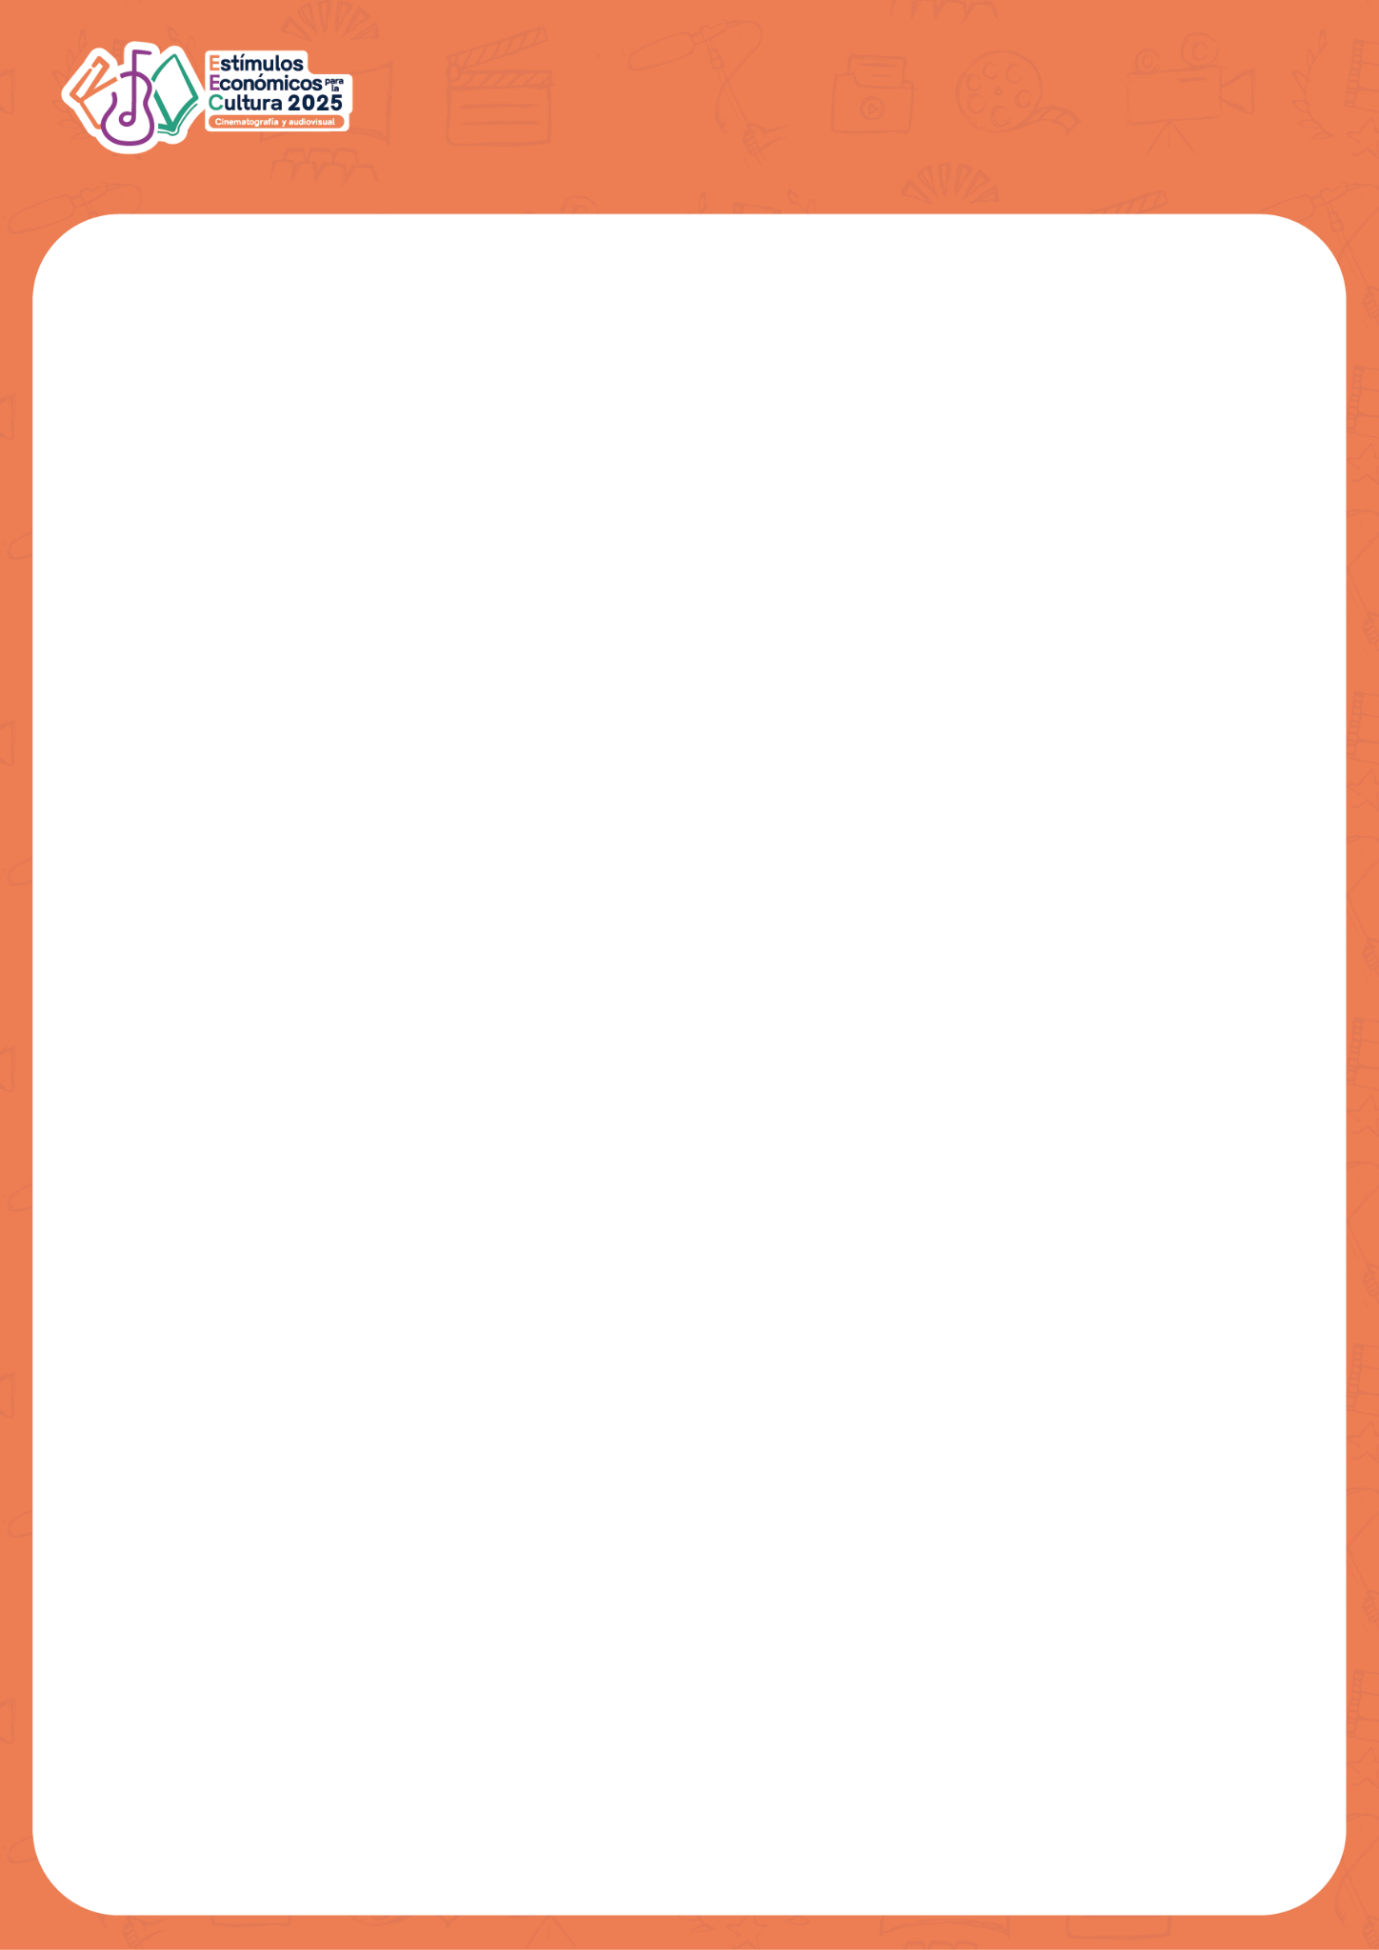 Estímulos
Económicos para la
Cultura 2025
Cinematografía y audiovisual